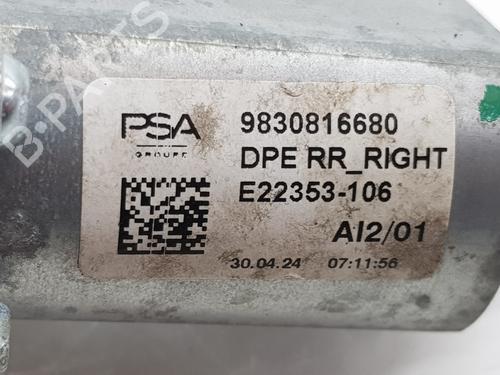 B-PARTS
PSA
GROUPE
9830816680
DPE RR_RIGHT
E22353-106
AI2/01
30.04.24 07:11:56